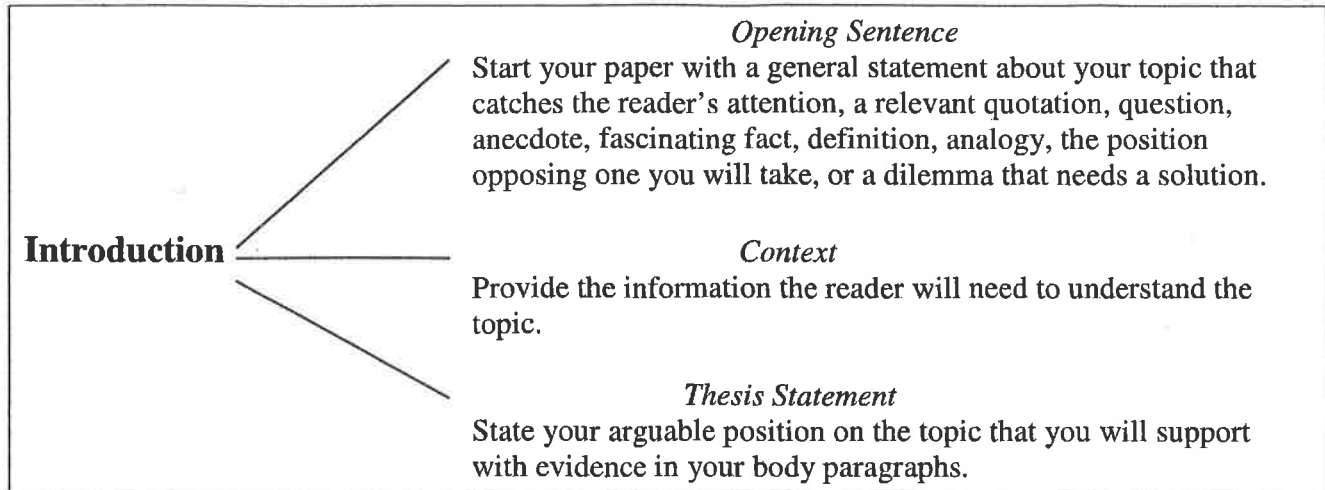 Opening Sentence
Start your paper with a general statement about your topic that
catches the reader's attention, a relevant quotation, question,
anecdote, fascinating fact, definition, analogy, the position
opposing one you will take, or a dilemma that needs a solution.
Introduction
Context
Provide the information the reader will need to understand the
topic.
Thesis Statement
State your arguable position on the topic that you will support
with evidence in your body paragraphs.